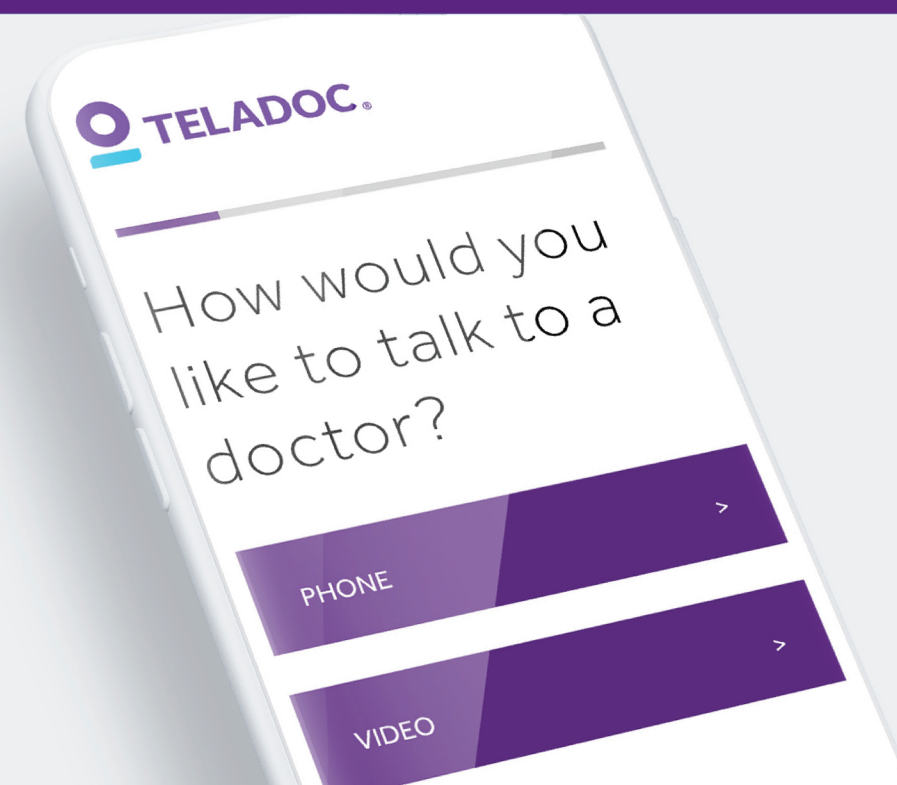 TELADOC®
How would you
like to talk to a
doctor?
PHONE >
VIDEO >